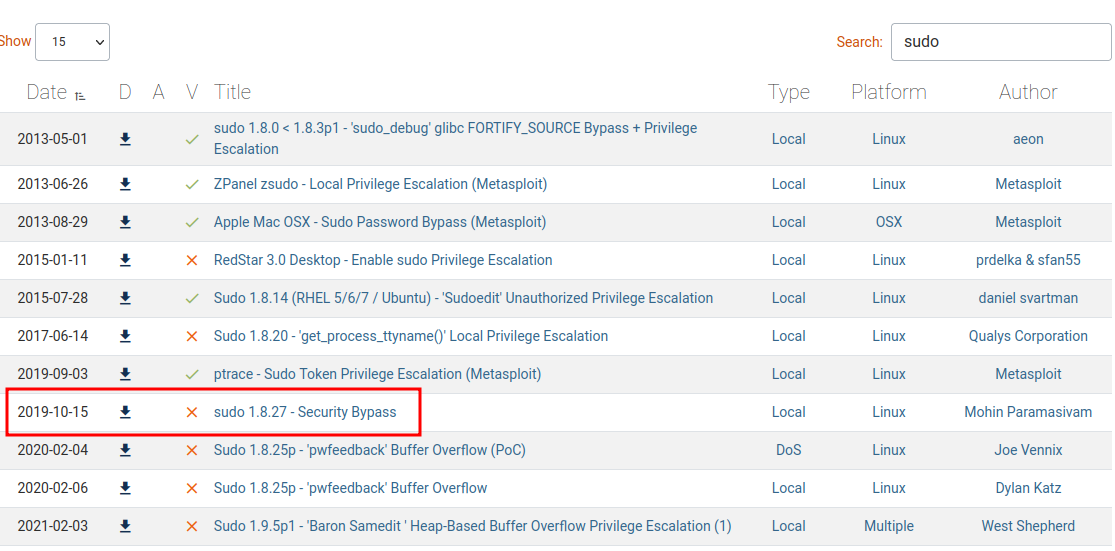 Show 15 Search: sudo
Date D A V Title Type Platform Author
2013-05-01 sudo 1.8.0 < 1.8.3p1 - 'sudo_debug' glibc FORTIFY_SOURCE Bypass + Privilege
Escalation Local Linux aeon
2013-06-26 ZPanel zsudo - Local Privilege Escalation (Metasploit) Local Linux Metasploit
2013-08-29 Apple Mac OSX - Sudo Password Bypass (Metasploit) Local OSX Metasploit
2015-01-11 RedStar 3.0 Desktop - Enable sudo Privilege Escalation Local Linux prdelka & sfan55
2015-07-28 Sudo 1.8.14 (RHEL 5/6/7 / Ubuntu) - 'Sudoedit' Unauthorized Privilege Escalation Local Linux daniel svartman
2017-06-14 Sudo 1.8.20 - 'get_process_ttyname()' Local Privilege Escalation Local Linux Qualys Corporation
2019-09-03 ptrace - Sudo Token Privilege Escalation (Metasploit) Local Linux Metasploit
2019-10-15 sudo 1.8.27 - Security Bypass Local Linux Mohin Paramasivam
2020-02-04 Sudo 1.8.25p - 'pwfeedback' Buffer Overflow (PoC) DoS Linux Joe Vennix
2020-02-06 Sudo 1.8.25p - 'pwfeedback' Buffer Overflow Local Linux Dylan Katz
2021-02-03 Sudo 1.9.5p1 - 'Baron Samedit ' Heap-Based Buffer Overflow Privilege Escalation (1) Local Multiple West Shepherd